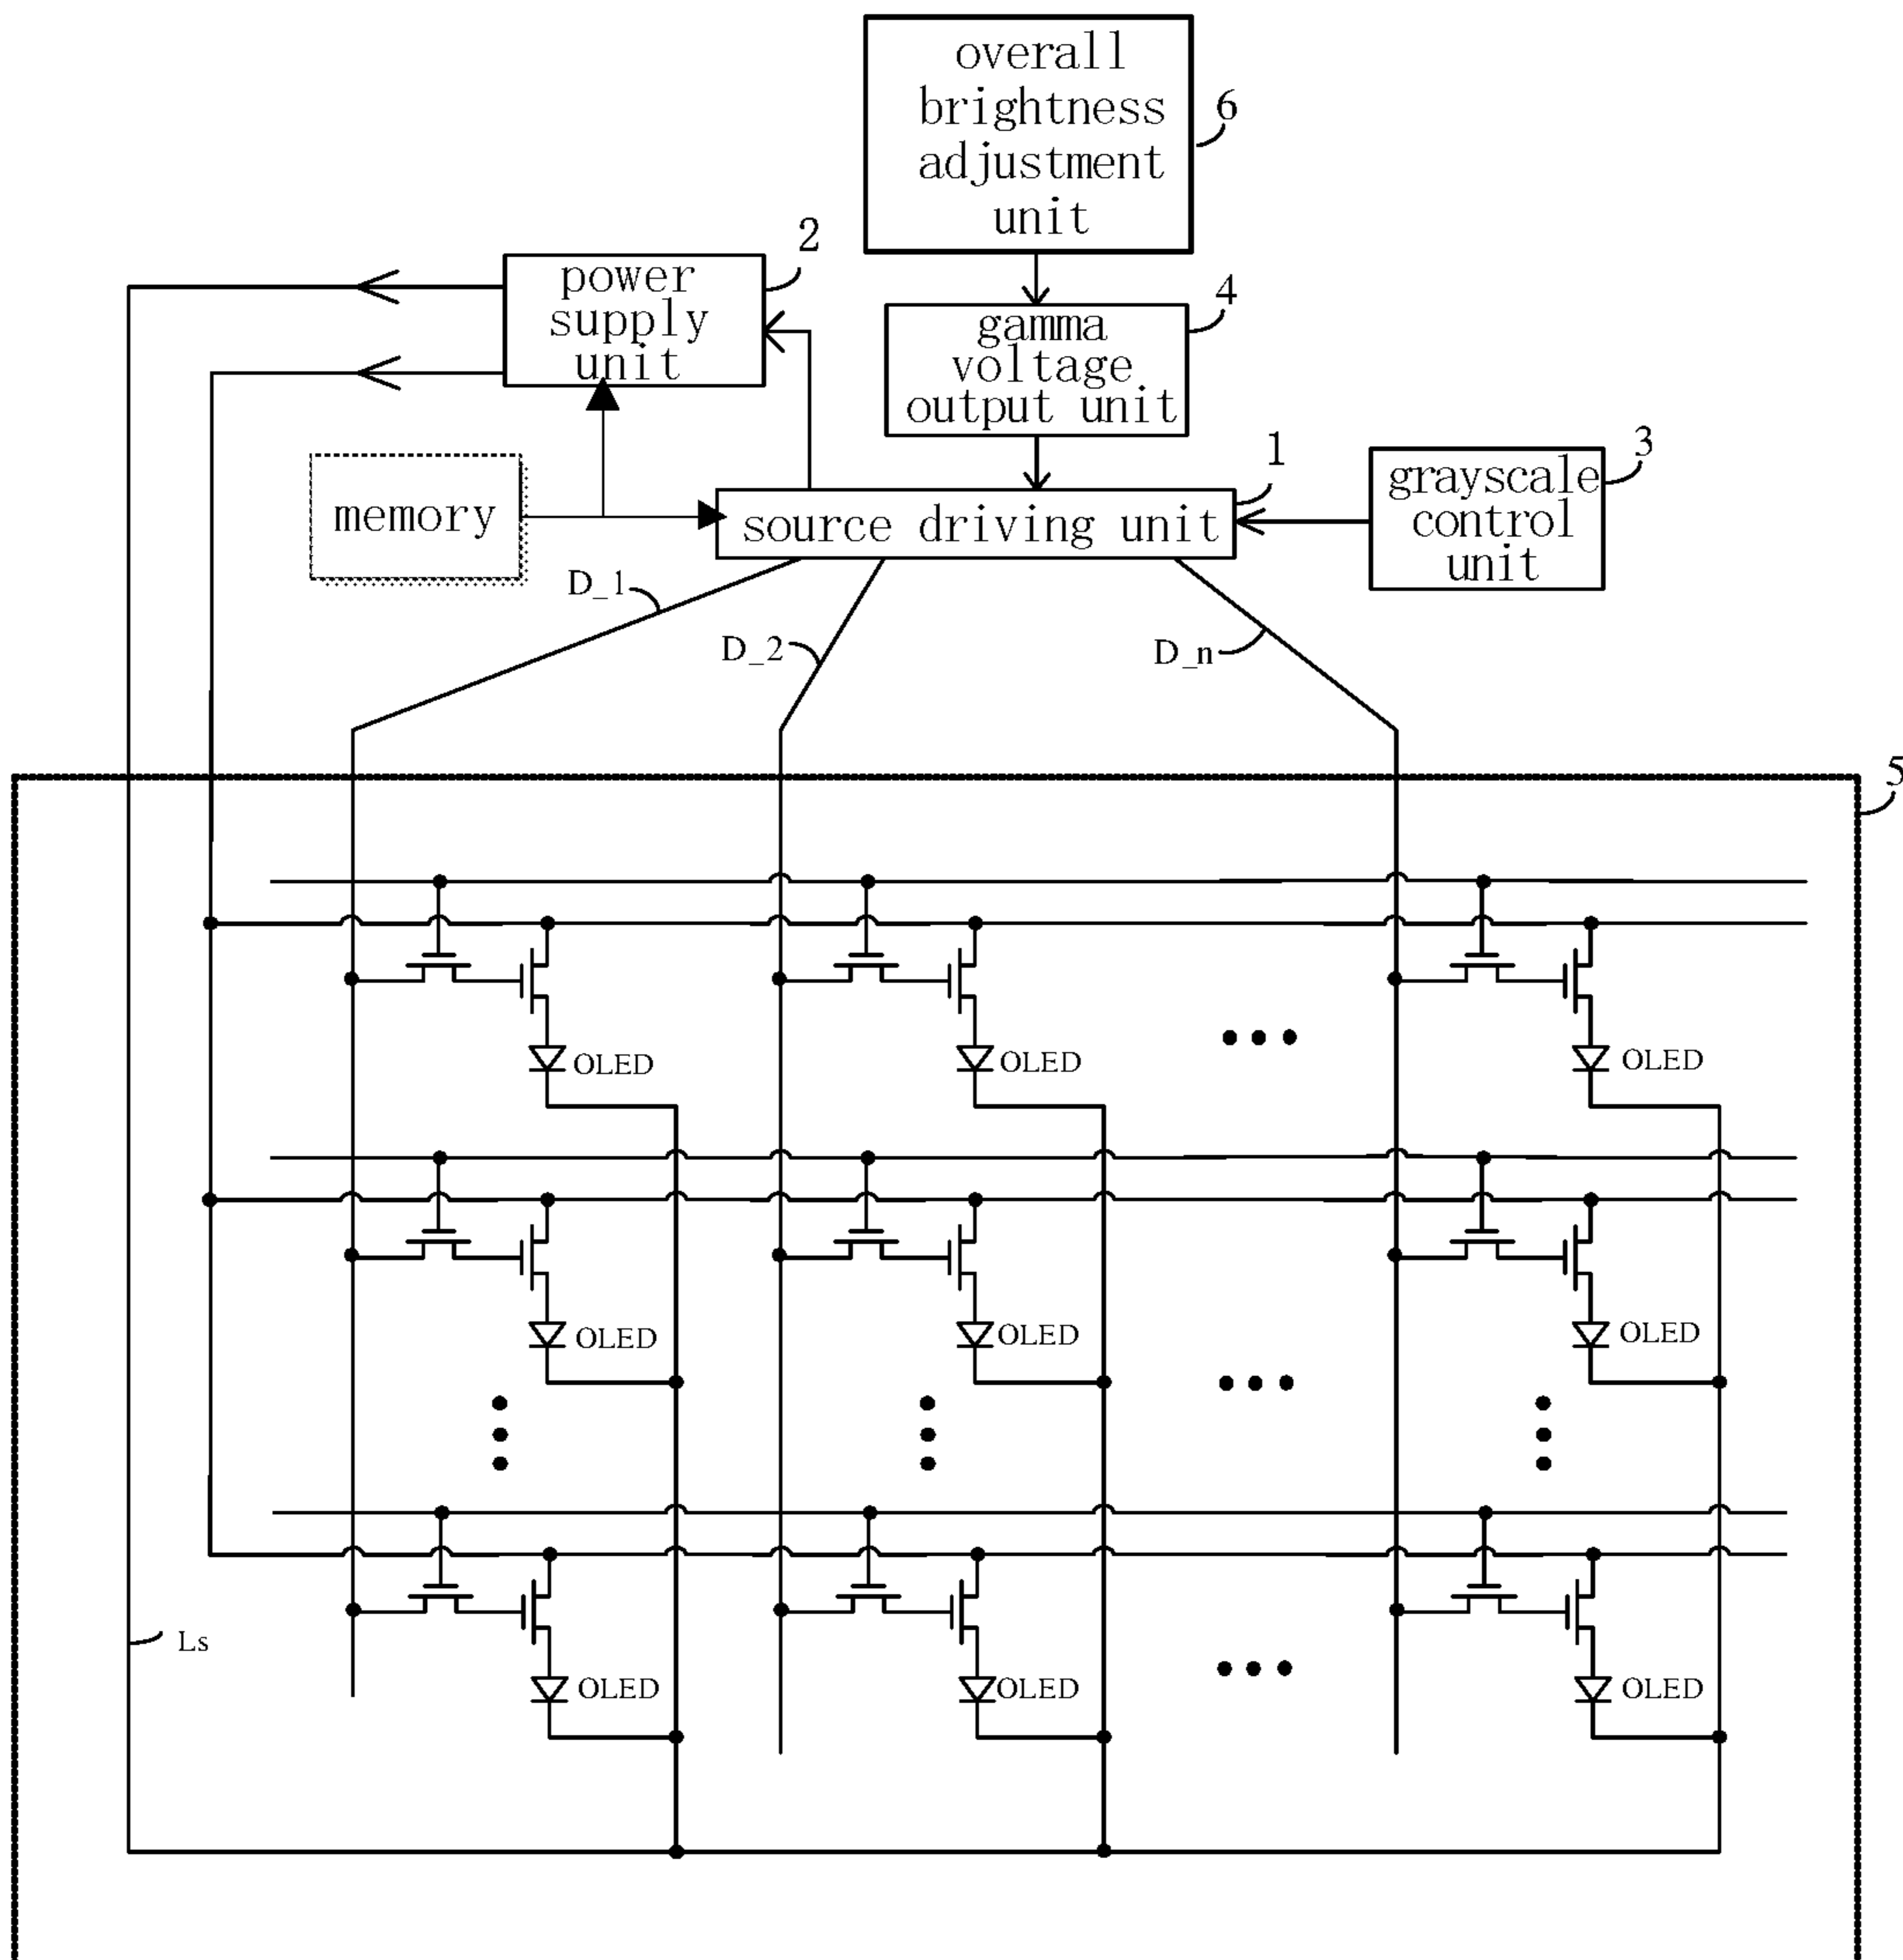 overall
brightness
adjustment
unit
6
power
supply
unit
2
gamma
voltage
output unit
4
memory
source driving unit
1
grayscale
control
unit
3
D_1
D_2
D_n
5
OLED
OLED
OLED
OLED
OLED
OLED
Ls
OLED
OLED
OLED